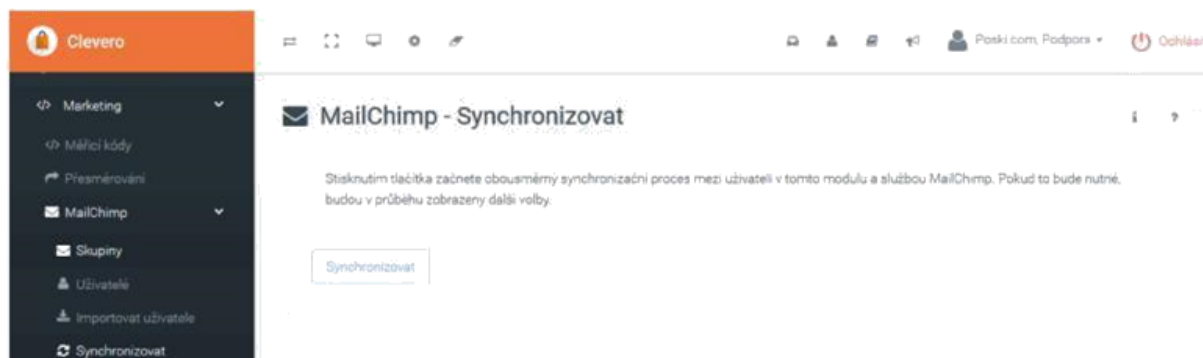 Clevero
Poski.com, Podpora
Odhlási
Marketing
Měřicí kódy
Přesměrování
MailChimp
Skupiny
Uživatelé
Importovat uživatele
Synchronizovat
MailChimp - Synchronizovat
Stisknutím tlačítka začnete obousměrný synchronizační proces mezi uživateli v tomto modulu a službou MailChimp. Pokud to bude nutné,
budou v průběhu zobrazeny další volby.
Synchronizovat